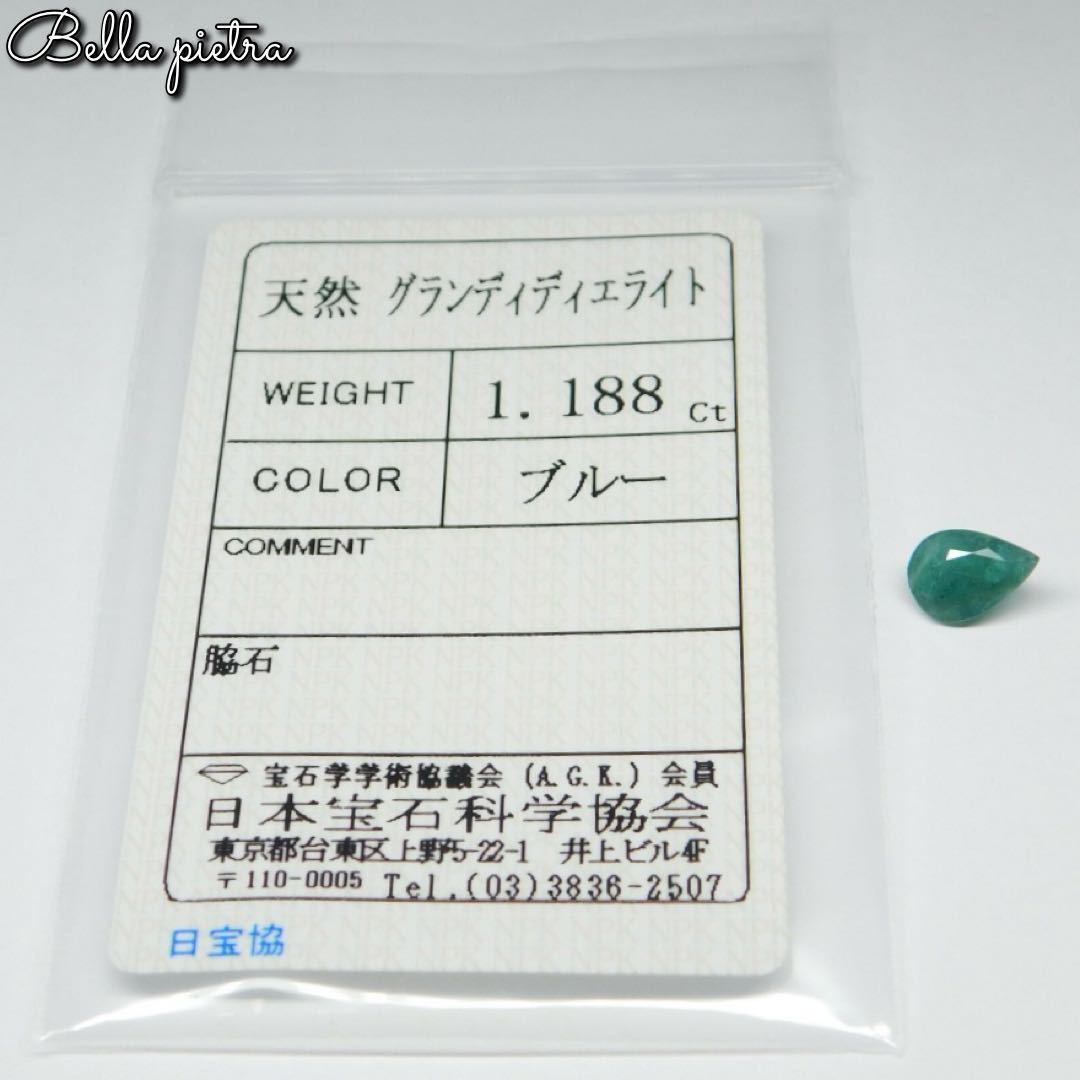 Bella pietra
天然 グランディディエライト
WEIGHT 1.188 Ct
COLOR ブルー
COMMENT
脇石
宝石学学術協議会 (A.G.K.) 会員
日本宝石科学協会
東京都台東区上野5-22-1 井上ビル4F
〒110-0005 Tel.(03)3836-2507
日宝協